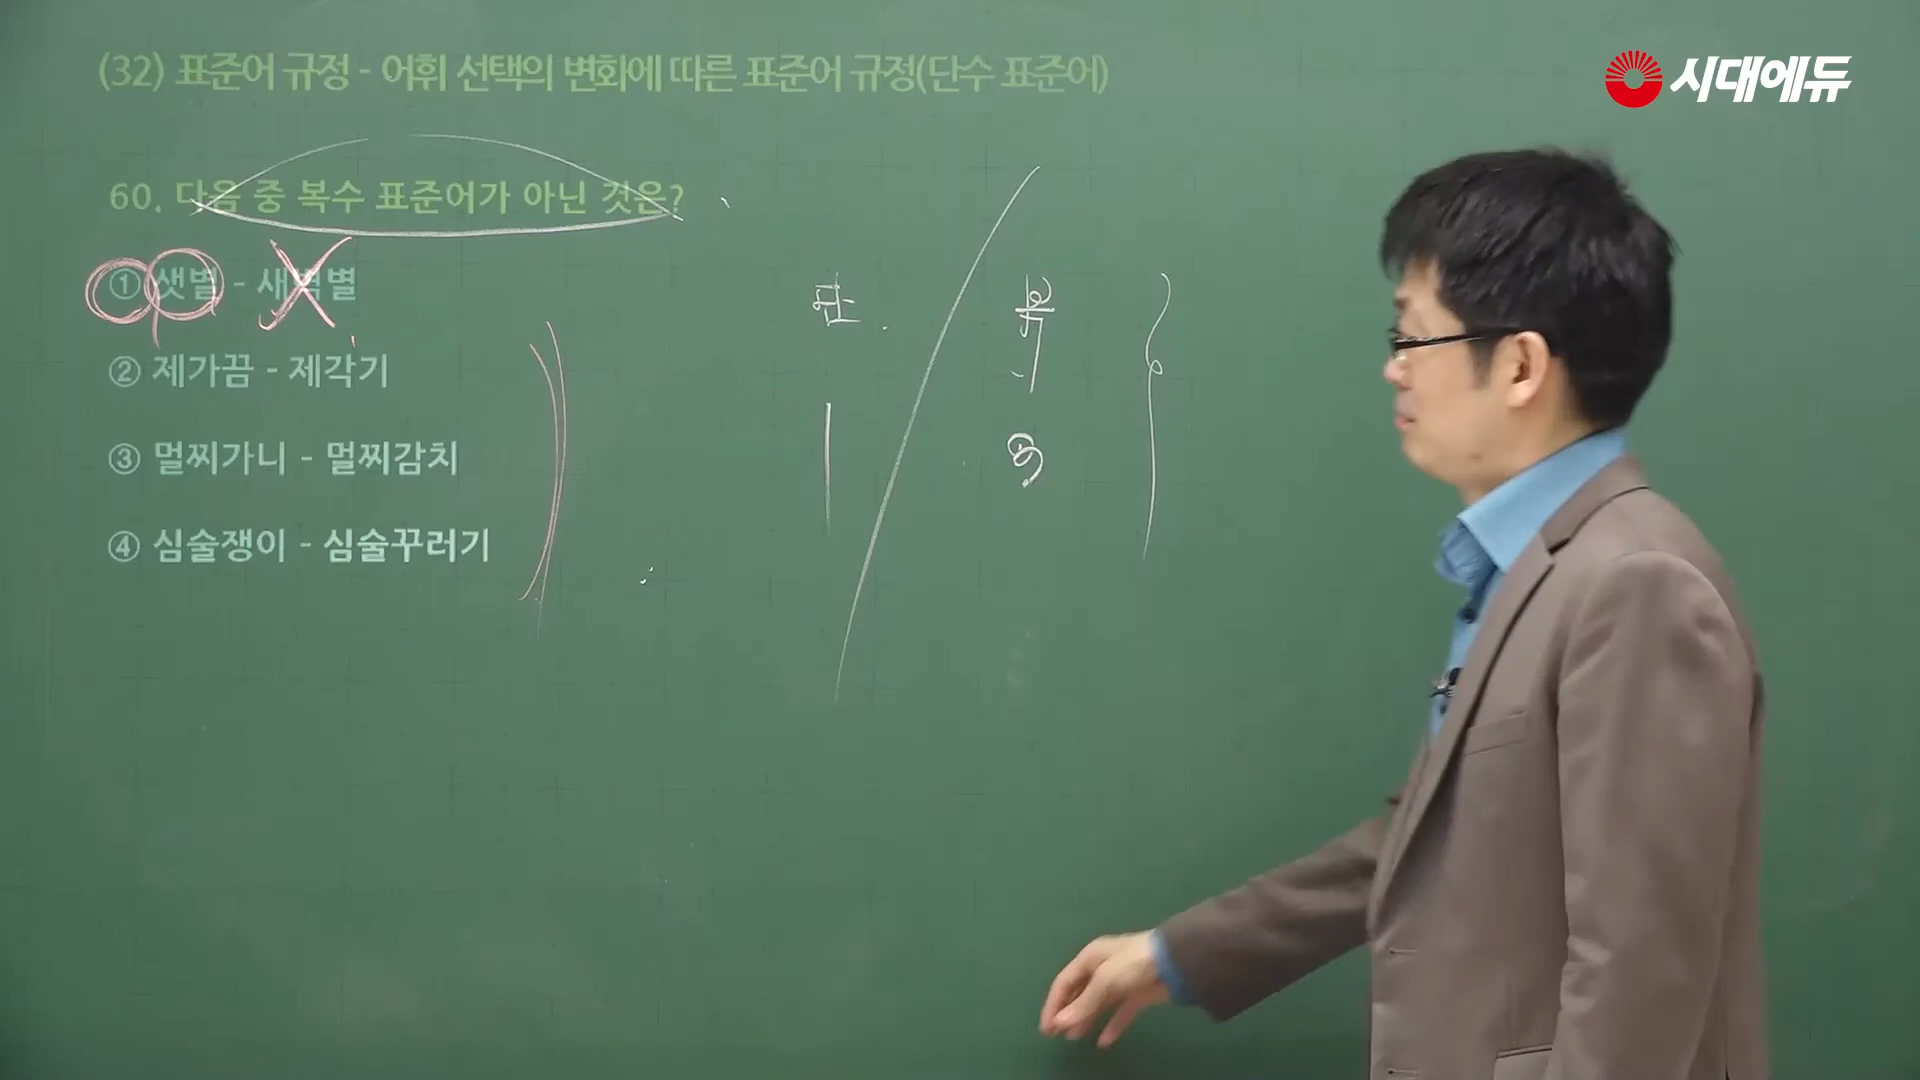 (32) 표준어 규정 - 어휘 선택의 변화에 따른 표준어 규정(단수 표준어)
시대에듀
60. 다음 중 복수 표준어가 아닌 것은?
① 샛별 - 새벽별
② 제가끔 - 제각기
③ 멀찌가니 - 멀찌감치
④ 심술쟁이 - 심술꾸러기
단
복